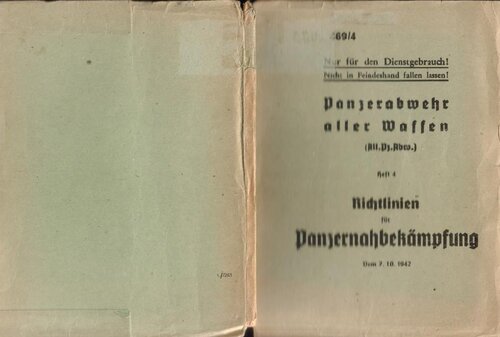 469/4
Nur für den Dienstgebrauch!
Nicht in Feindeshand fallen lassen!
Panzerabwehr
aller Waffen
(All.Pz.Abw.)
Heft 4
Richtlinien
für
Panzernahbekämpfung
Vom 7. 10. 1942